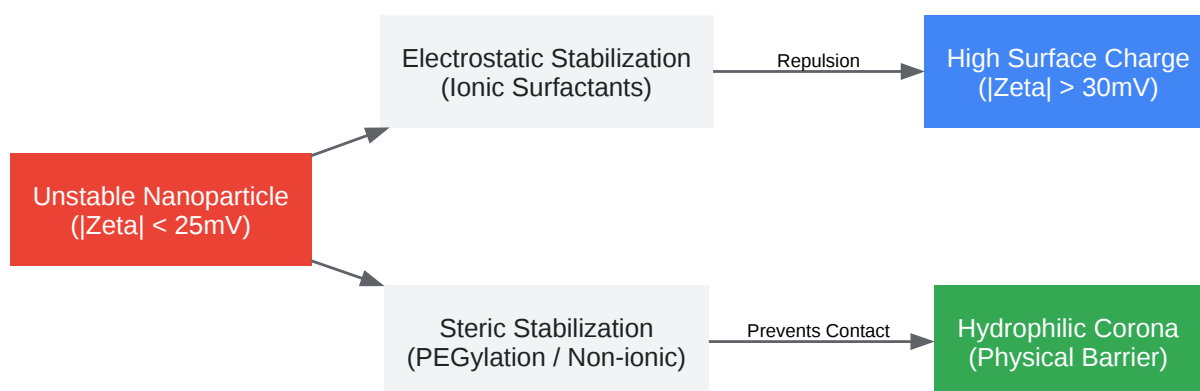 Electrostatic Stabilization
(Ionic Surfactants)
Repulsion
High Surface Charge
(|Zeta| > 30mV)
Unstable Nanoparticle
(|Zeta| < 25mV)
Steric Stabilization
(PEGylation / Non-ionic)
Prevents Contact
Hydrophilic Corona
(Physical Barrier)